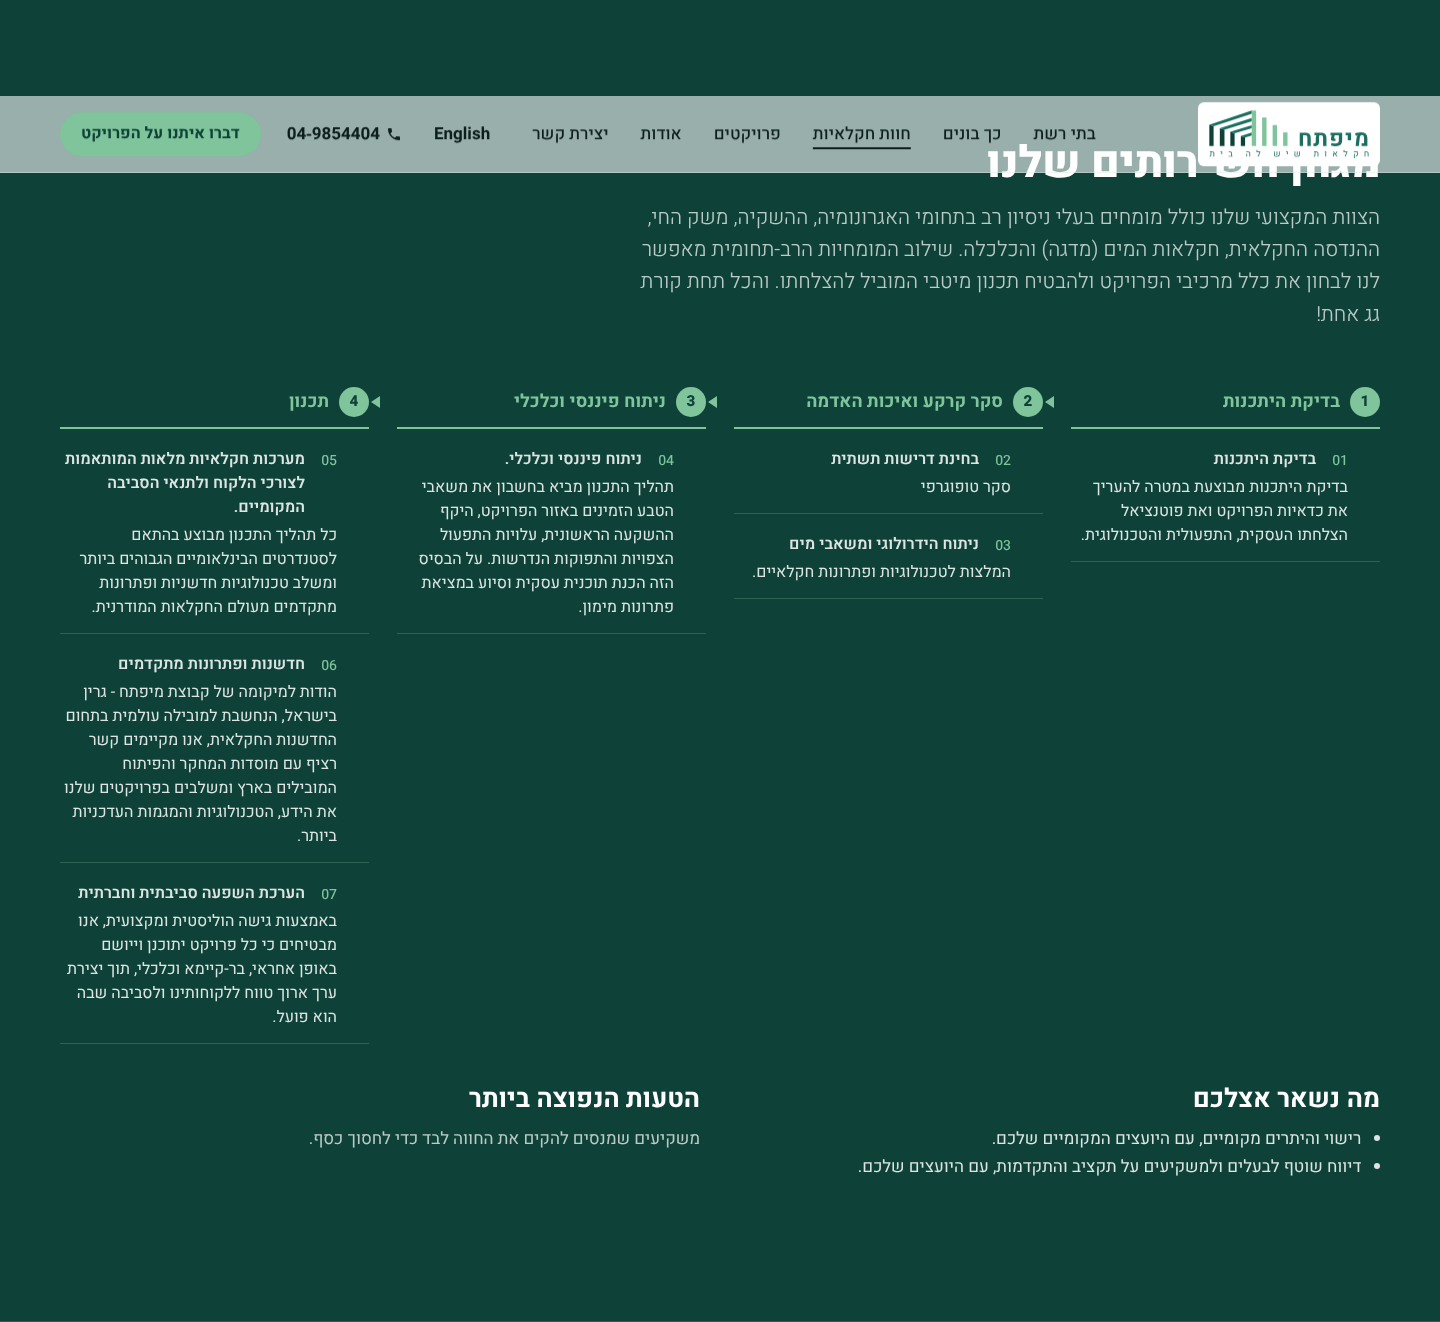 מיפתח
חקלאות שיש לה בית
בתי רשת
כך בונים
חוות חקלאיות
פרויקטים
אודות
יצירת קשר
English
04-9854404
דברו איתנו על הפרויקט
שלנו
הצוות המקצועי שלנו כולל מומחים בעלי ניסיון רב בתחומי האגרונומיה, ההשקיה, משק החי,
ההנדסה החקלאית, חקלאות המים (מדגה) והכלכלה. שילוב המומחיות הרב-תחומית מאפשר
לנו לבחון את כלל מרכיבי הפרויקט ולהבטיח תכנון מיטבי המוביל להצלחתו. והכל תחת קורת
גג אחת!
1 בדיקת היתכנות
01 בדיקת היתכנות
בדיקת היתכנות מבוצעת במטרה להעריך
את כדאיות הפרויקט ואת פוטנציאל
הצלחתו העסקית, התפעולית והטכנולוגית.
2 סקר קרקע ואיכות האדמה
02 בחינת דרישות תשתית
סקר טופוגרפי
03 ניתוח הידרולוגי ומשאבי מים
המלצות לטכנולוגיות ופתרונות חקלאיים.
3 ניתוח פיננסי וכלכלי
04 ניתוח פיננסי וכלכלי.
תהליך התכנון מביא בחשבון את משאבי
הטבע הזמינים באזור הפרויקט, היקף
ההשקעה הראשונית, עלויות התפעול
הצפויות והתפוקות הנדרשות. על הבסיס
הזה הכנת תוכנית עסקית וסיוע במציאת
פתרונות מימון.
4 תכנון
05 מערכות חקלאיות מלאות המותאמות
לצורכי הלקוח ולתנאי הסביבה
המקומיים.
כל תהליך התכנון מבוצע בהתאם
לסטנדרטים הבינלאומיים הגבוהים ביותר
ומשלב טכנולוגיות חדשניות ופתרונות
מתקדמים מעולם החקלאות המודרנית.
06 חדשנות ופתרונות מתקדמים
הודות למיקומה של קבוצת מיפתח - גרין
בישראל, הנחשבת למובילה עולמית בתחום
החדשנות החקלאית, אנו מקיימים קשר
רציף עם מוסדות המחקר והפיתוח
המובילים בארץ ומשלבים בפרויקטים שלנו
את הידע, הטכנולוגיות והמגמות העדכניות
ביותר.
07 הערכת השפעה סביבתית וחברתית
באמצעות גישה הוליסטית ומקצועית, אנו
מבטיחים כי כל פרויקט יתוכנן וייושם
באופן אחראי, בר-קיימא וכלכלי, תוך יצירת
ערך ארוך טווח ללקוחותינו ולסביבה שבה
הוא פועל.
מה נשאר אצלכם
• רישוי והיתרים מקומיים, עם היועצים המקומיים שלכם.
• דיווח שוטף לבעלים ולמשקיעים על תקציב והתקדמות, עם היועצים שלכם.
הטעות הנפוצה ביותר
משקיעים שמנסים להקים את החווה לבד כדי לחסוך כסף.